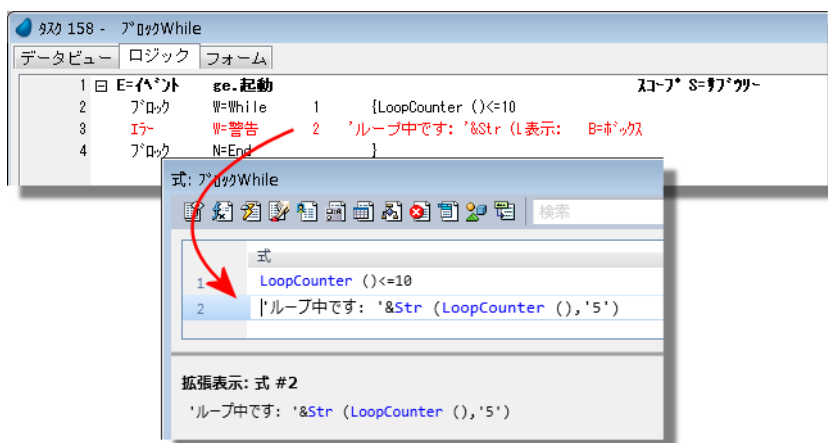 ﾀｽｸ 158 - ﾌﾞﾛｯｸWhile
データビュー ロジック フォーム
1 E=ｲﾍﾞﾝﾄ ge.起動 ｽｺｰﾌﾟ S=ｻﾌﾞﾂﾘｰ
2 ﾌﾞﾛｯｸ W=While 1 {LoopCounter ()<=10
3 ｴﾗｰ W=警告 2 'ループ中です: '&Str (L 表示: B=ﾎﾞｯｸｽ
4 ﾌﾞﾛｯｸ N=End }
式: ﾌﾞﾛｯｸWhile
検索
式
1 LoopCounter ()<=10
2 'ループ中です: '&Str (LoopCounter (),'5')
拡張表示: 式 #2
'ループ中です: '&Str (LoopCounter (),'5')